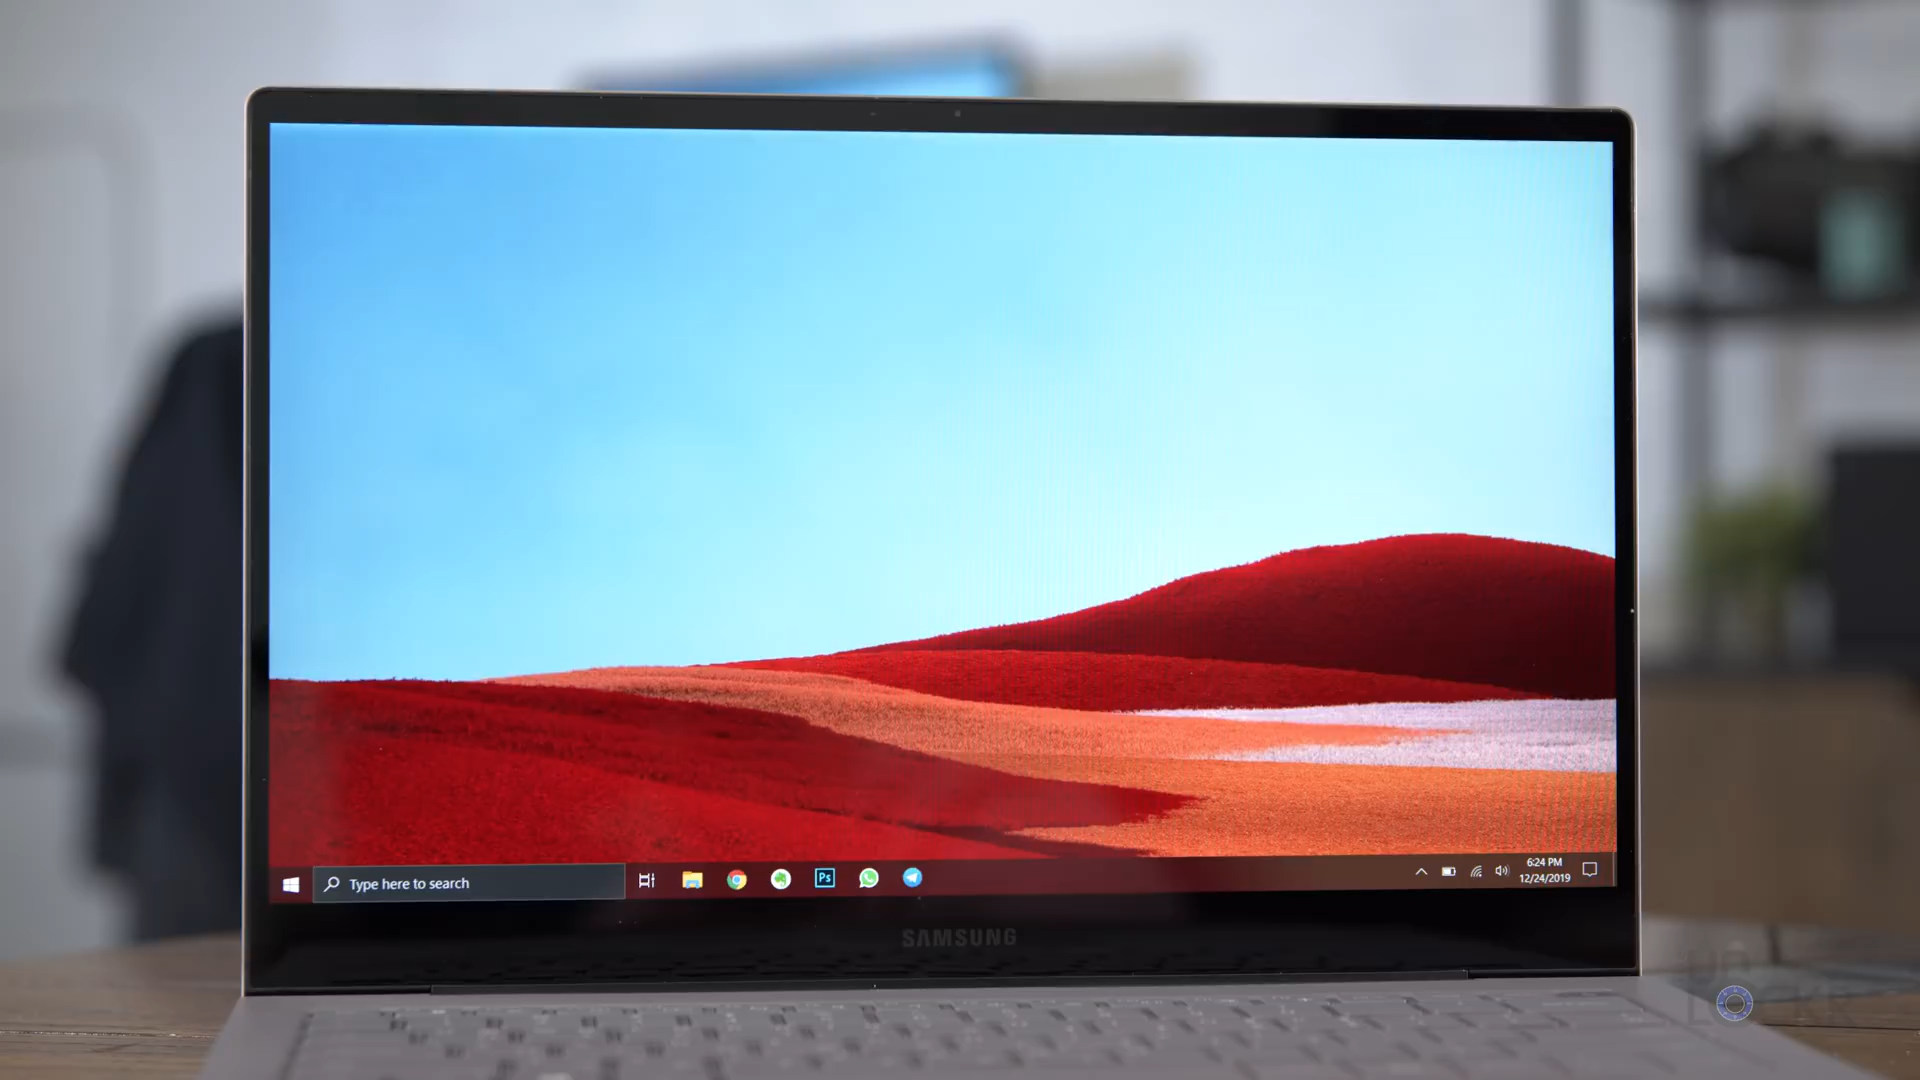 Type here to search
Ps
6:24 PM
12/24/2019
SAMSUNG